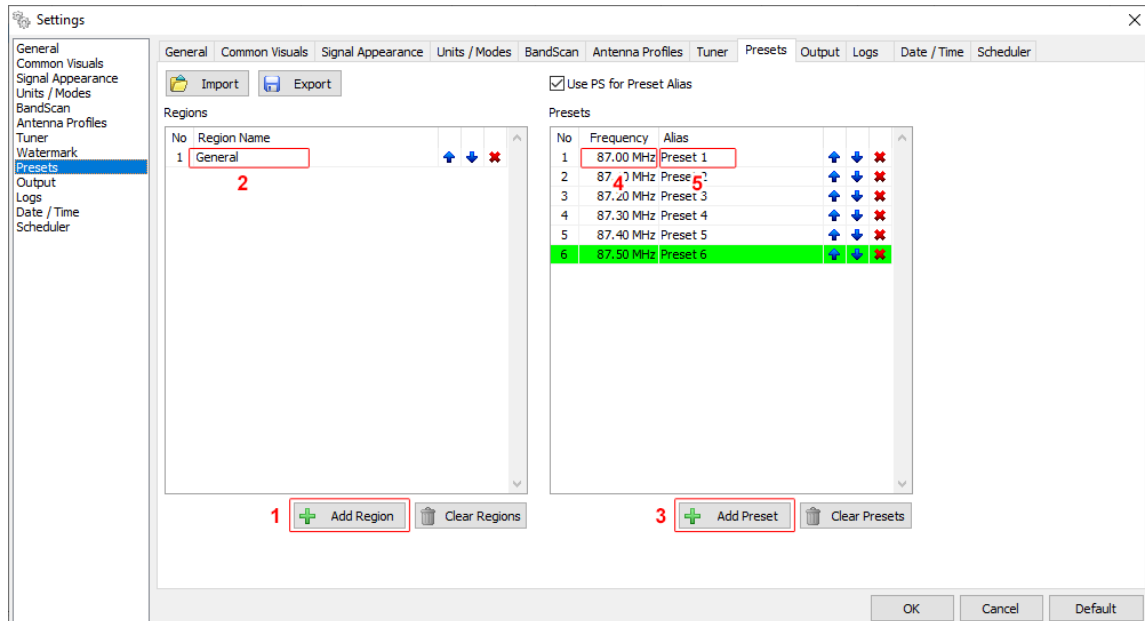 Settings
General
Common Visuals
Signal Appearance
Units / Modes
BandScan
Antenna Profiles
Tuner
Watermark
Presets
Output
Logs
Date / Time
Scheduler
General Common Visuals Signal Appearance Units / Modes BandScan Antenna Profiles Tuner Presets Output Logs Date / Time Scheduler
Import Export
Use PS for Preset Alias
Regions
No Region Name
1 General
2
1 Add Region Clear Regions
Presets
No Frequency Alias
1 87.00 MHz Preset 1
4 5
2 MHz
3 87.20 MHz Preset 3
4 87.30 MHz Preset 4
5 87.40 MHz Preset 5
6 87.50 MHz Preset 6
3 Add Preset Clear Presets
OK Cancel Default